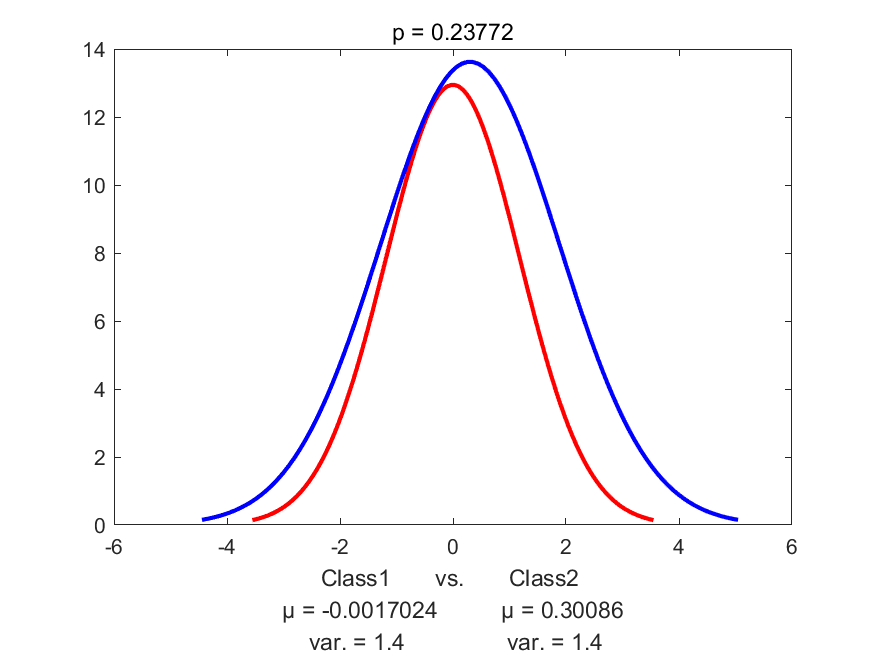 p = 0.23772
14
12
10
8
6
4
2
0
-6 -4 -2 0 2 4 6
Class1 vs. Class2
µ = -0.0017024 µ = 0.30086
var. = 1.4 var. = 1.4